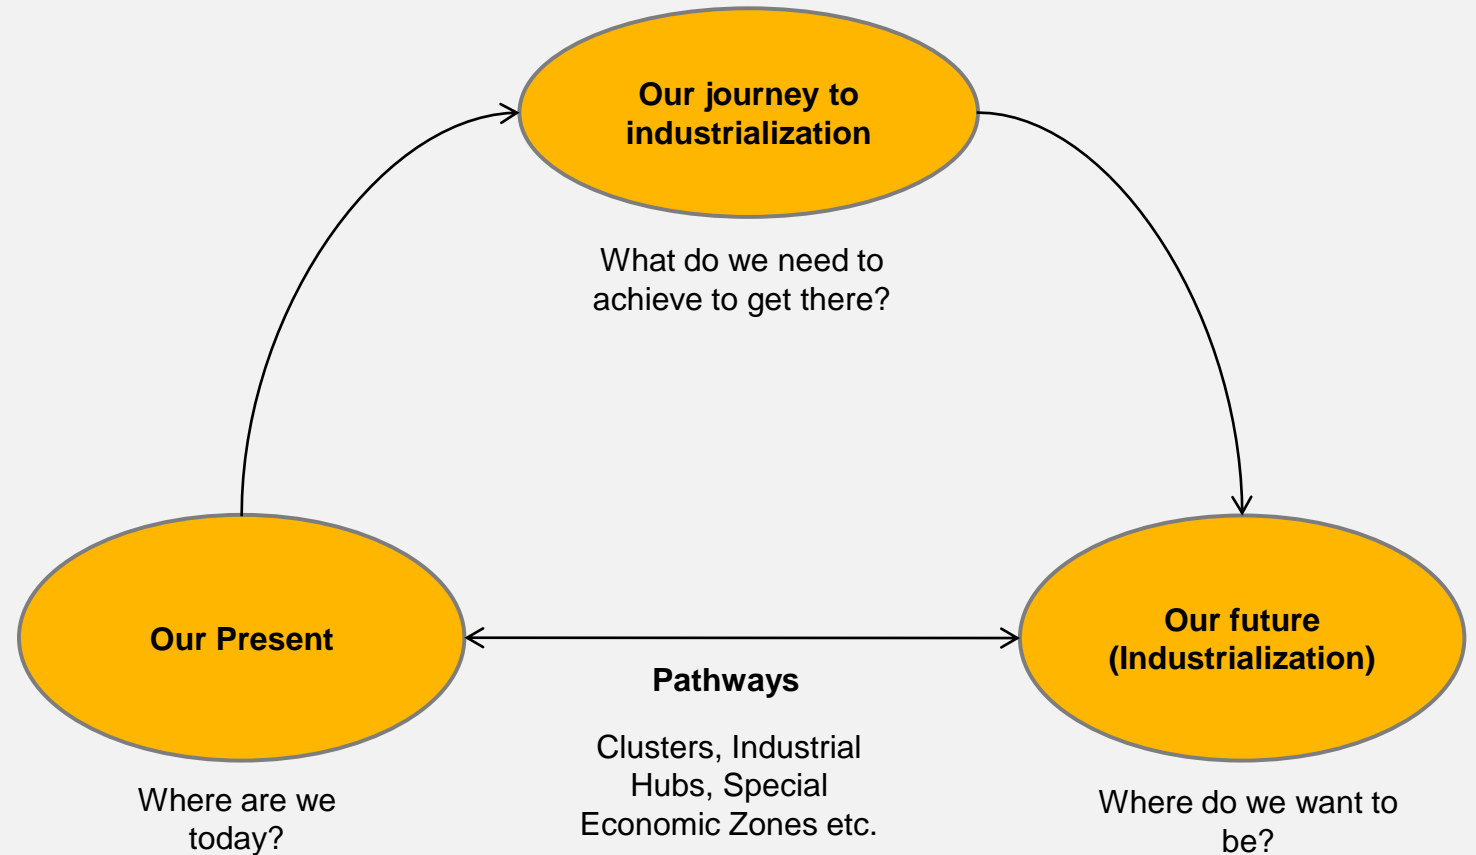 Our journey to
industrialization
What do we need to
achieve to get there?
Our Present
Where are we
today?
Pathways
Clusters, Industrial
Hubs, Special
Economic Zones etc.
Our future
(Industrialization)
Where do we want to
be?